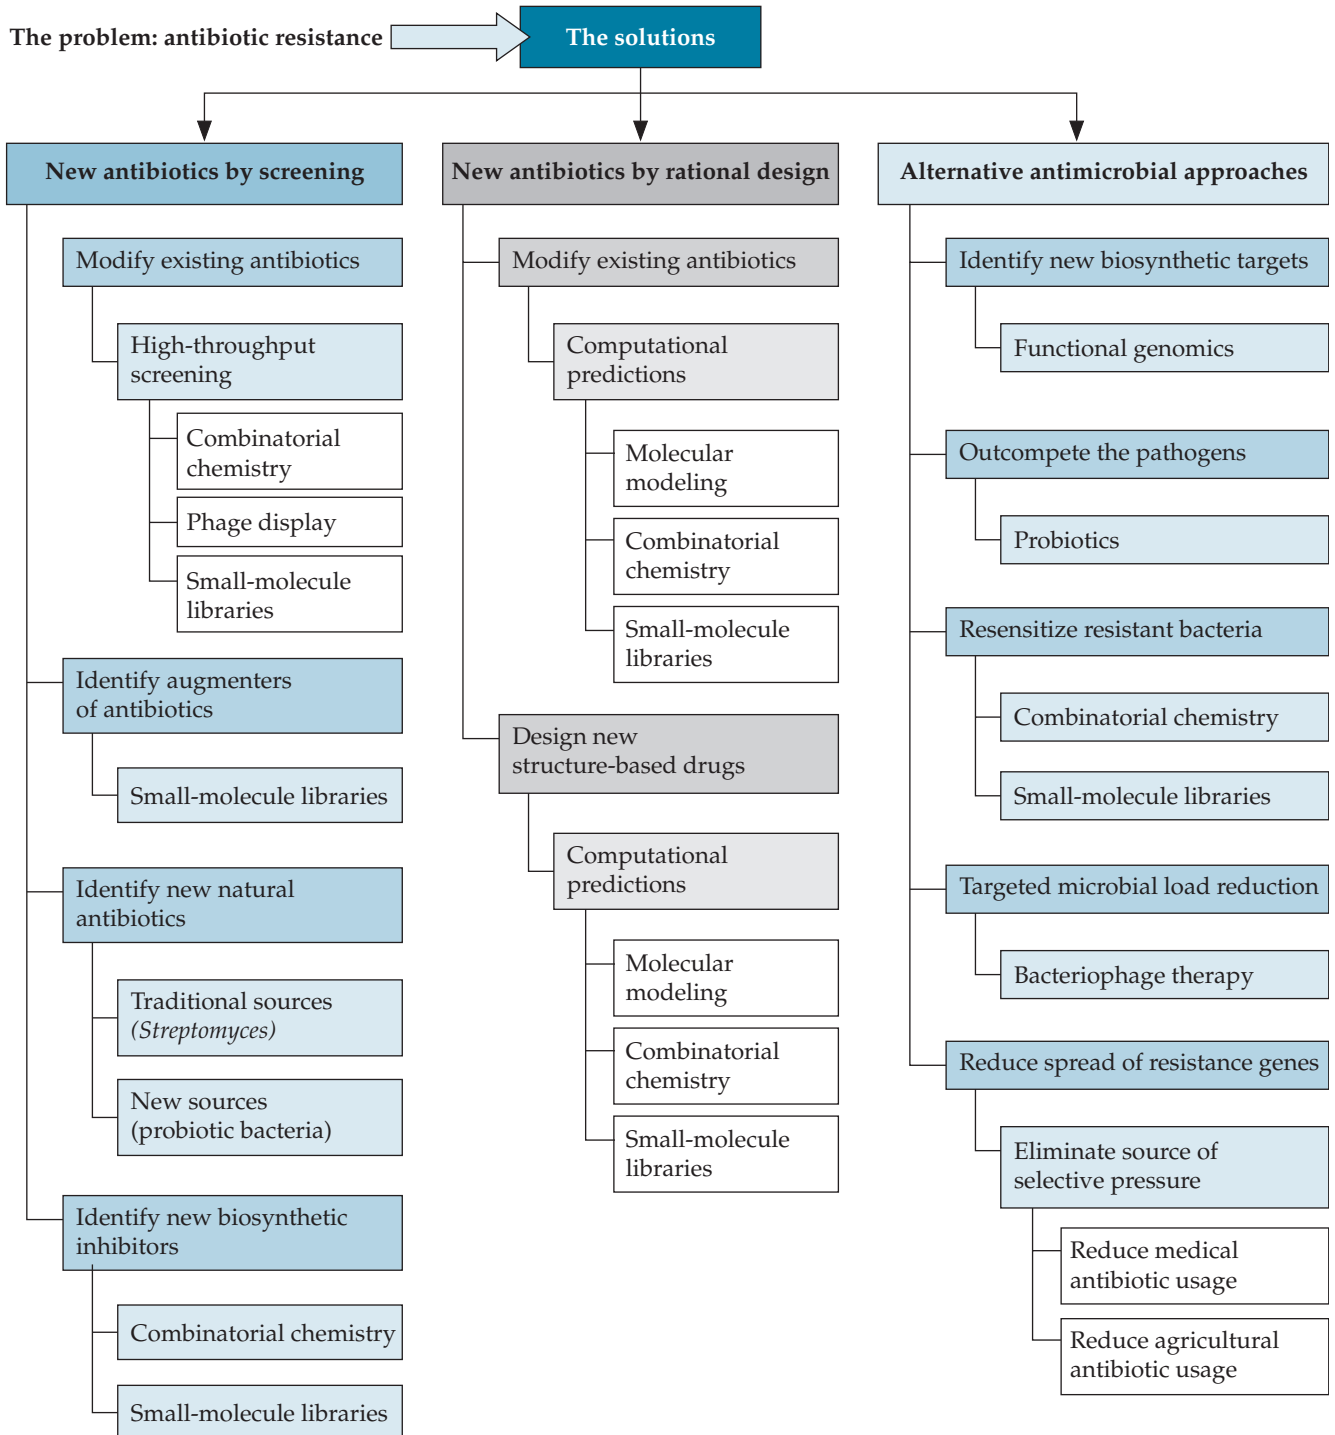 The problem: antibiotic resistance
The solutions
New antibiotics by screening
Modify existing antibiotics
High-throughput
screening
Combinatorial
chemistry
Phage display
Small-molecule
libraries
Identify augmenters
of antibiotics
Small-molecule libraries
Identify new natural
antibiotics
Traditional sources
(Streptomyces)
New sources
(probiotic bacteria)
Identify new biosynthetic
inhibitors
Combinatorial chemistry
Small-molecule libraries
New antibiotics by rational design
Modify existing antibiotics
Computational
predictions
Molecular
modeling
Combinatorial
chemistry
Small-molecule
libraries
Design new
structure-based drugs
Computational
predictions
Molecular
modeling
Combinatorial
chemistry
Small-molecule
libraries
Alternative antimicrobial approaches
Identify new biosynthetic targets
Functional genomics
Outcompete the pathogens
Probiotics
Resensitize resistant bacteria
Combinatorial chemistry
Small-molecule libraries
Targeted microbial load reduction
Bacteriophage therapy
Reduce spread of resistance genes
Eliminate source of
selective pressure
Reduce medical
antibiotic usage
Reduce agricultural
antibiotic usage